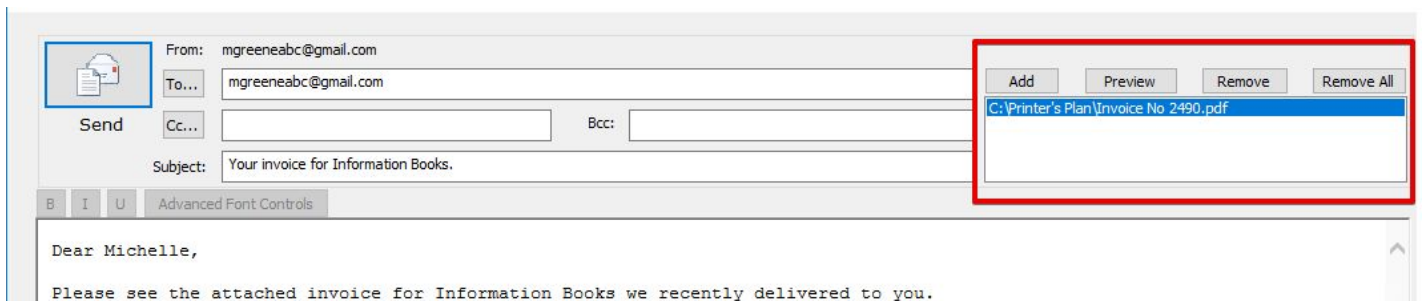 From: mgreeneabc@gmail.com
To... mgreeneabc@gmail.com
Send Cc... Bcc:
Subject: Your invoice for Information Books.
Add Preview Remove Remove All
C:\Printer's Plan\Invoice No 2490.pdf
B I U Advanced Font Controls
Dear Michelle,
Please see the attached invoice for Information Books we recently delivered to you.